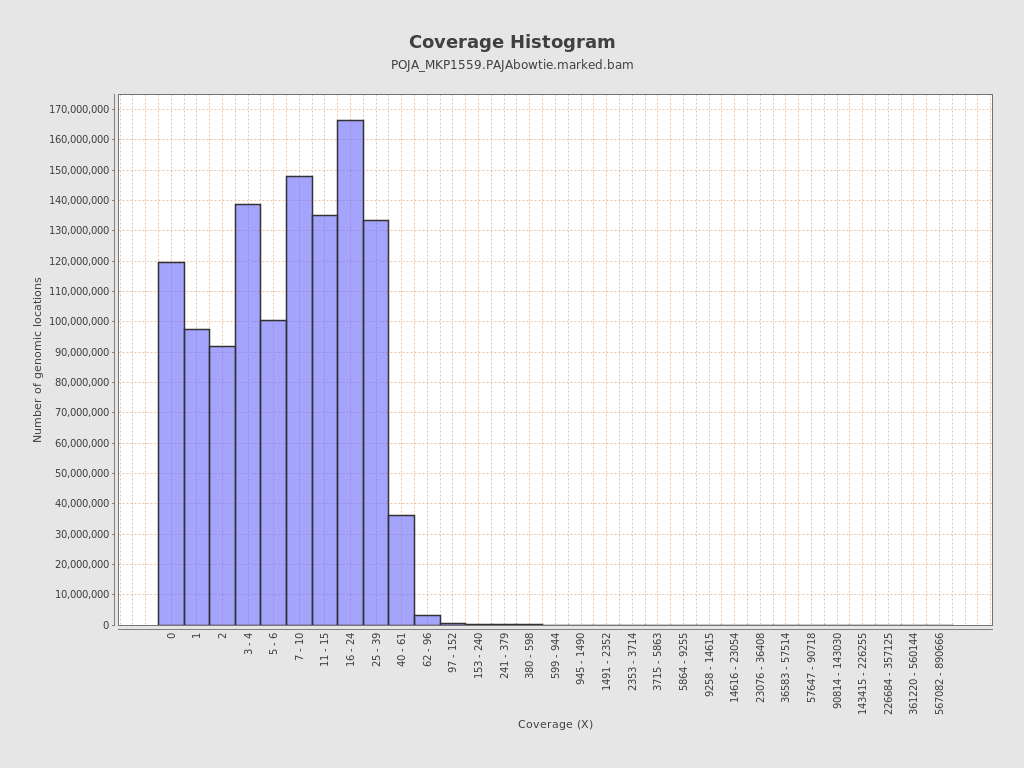 Coverage Histogram
POJA_MKP1559.PAJAbowtie.marked.bam
Number of genomic locations
170,000,000
160,000,000
150,000,000
140,000,000
130,000,000
120,000,000
110,000,000
100,000,000
90,000,000
80,000,000
70,000,000
60,000,000
50,000,000
40,000,000
30,000,000
20,000,000
10,000,000
0
0
1
2
3 - 4
5 - 6
7 - 10
11 - 15
16 - 24
25 - 39
40 - 61
62 - 96
97 - 152
153 - 240
241 - 379
380 - 598
599 - 944
945 - 1490
1491 - 2352
2353 - 3714
3715 - 5863
5864 - 9255
9258 - 14615
14616 - 23054
23076 - 36408
36583 - 57514
57647 - 90718
90814 - 143030
143415 - 226255
226684 - 357125
361220 - 560144
567082 - 890666
Coverage (X)